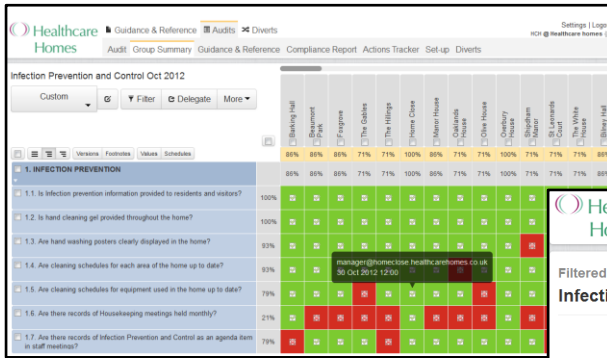 Healthcare Homes
Guidance & Reference Audits Diverts
Settings | Logo
HCH @ Healthcare homes |
Audit Group Summary Guidance & Reference Compliance Report Actions Tracker Set-up Diverts
Infection Prevention and Control Oct 2012
Custom Filter Delegate More
Barking Hall
Beaumont Park
Foxgrove
The Gables
The Hillings
Home Close
Manor House
Oaklands House
Olive House
Overbury House
Shipdham Manor
St Leonards Court
The White House
Bilney Hall
Versions Footnotes Values Schedules
86% 86% 86% 71% 71% 100% 86% 71% 71% 100% 71% 71% 71% 86%
1. INFECTION PREVENTION
86% 86% 86% 71% 71% 100% 86% 71% 71% 100% 71% 71% 71% 86%
1.1. Is Infection prevention information provided to residents and visitors? 100%
1.2. Is hand cleaning gel provided throughout the home? 100%
1.3. Are hand washing posters clearly displayed in the home? 93%
1.4. Are cleaning schedules for each area of the home up to date? 93%
manager@homeclose.healthcarehomes.co.uk
30 Oct 2012 12:00
1.5. Are cleaning schedules for equipment used in the home up to date? 79%
1.6. Are there records of Housekeeping meetings held monthly? 21%
1.7. Are there records of Infection Prevention and Control as an agenda item in staff meetings? 79%
He
Ho
Filtered
Infecti